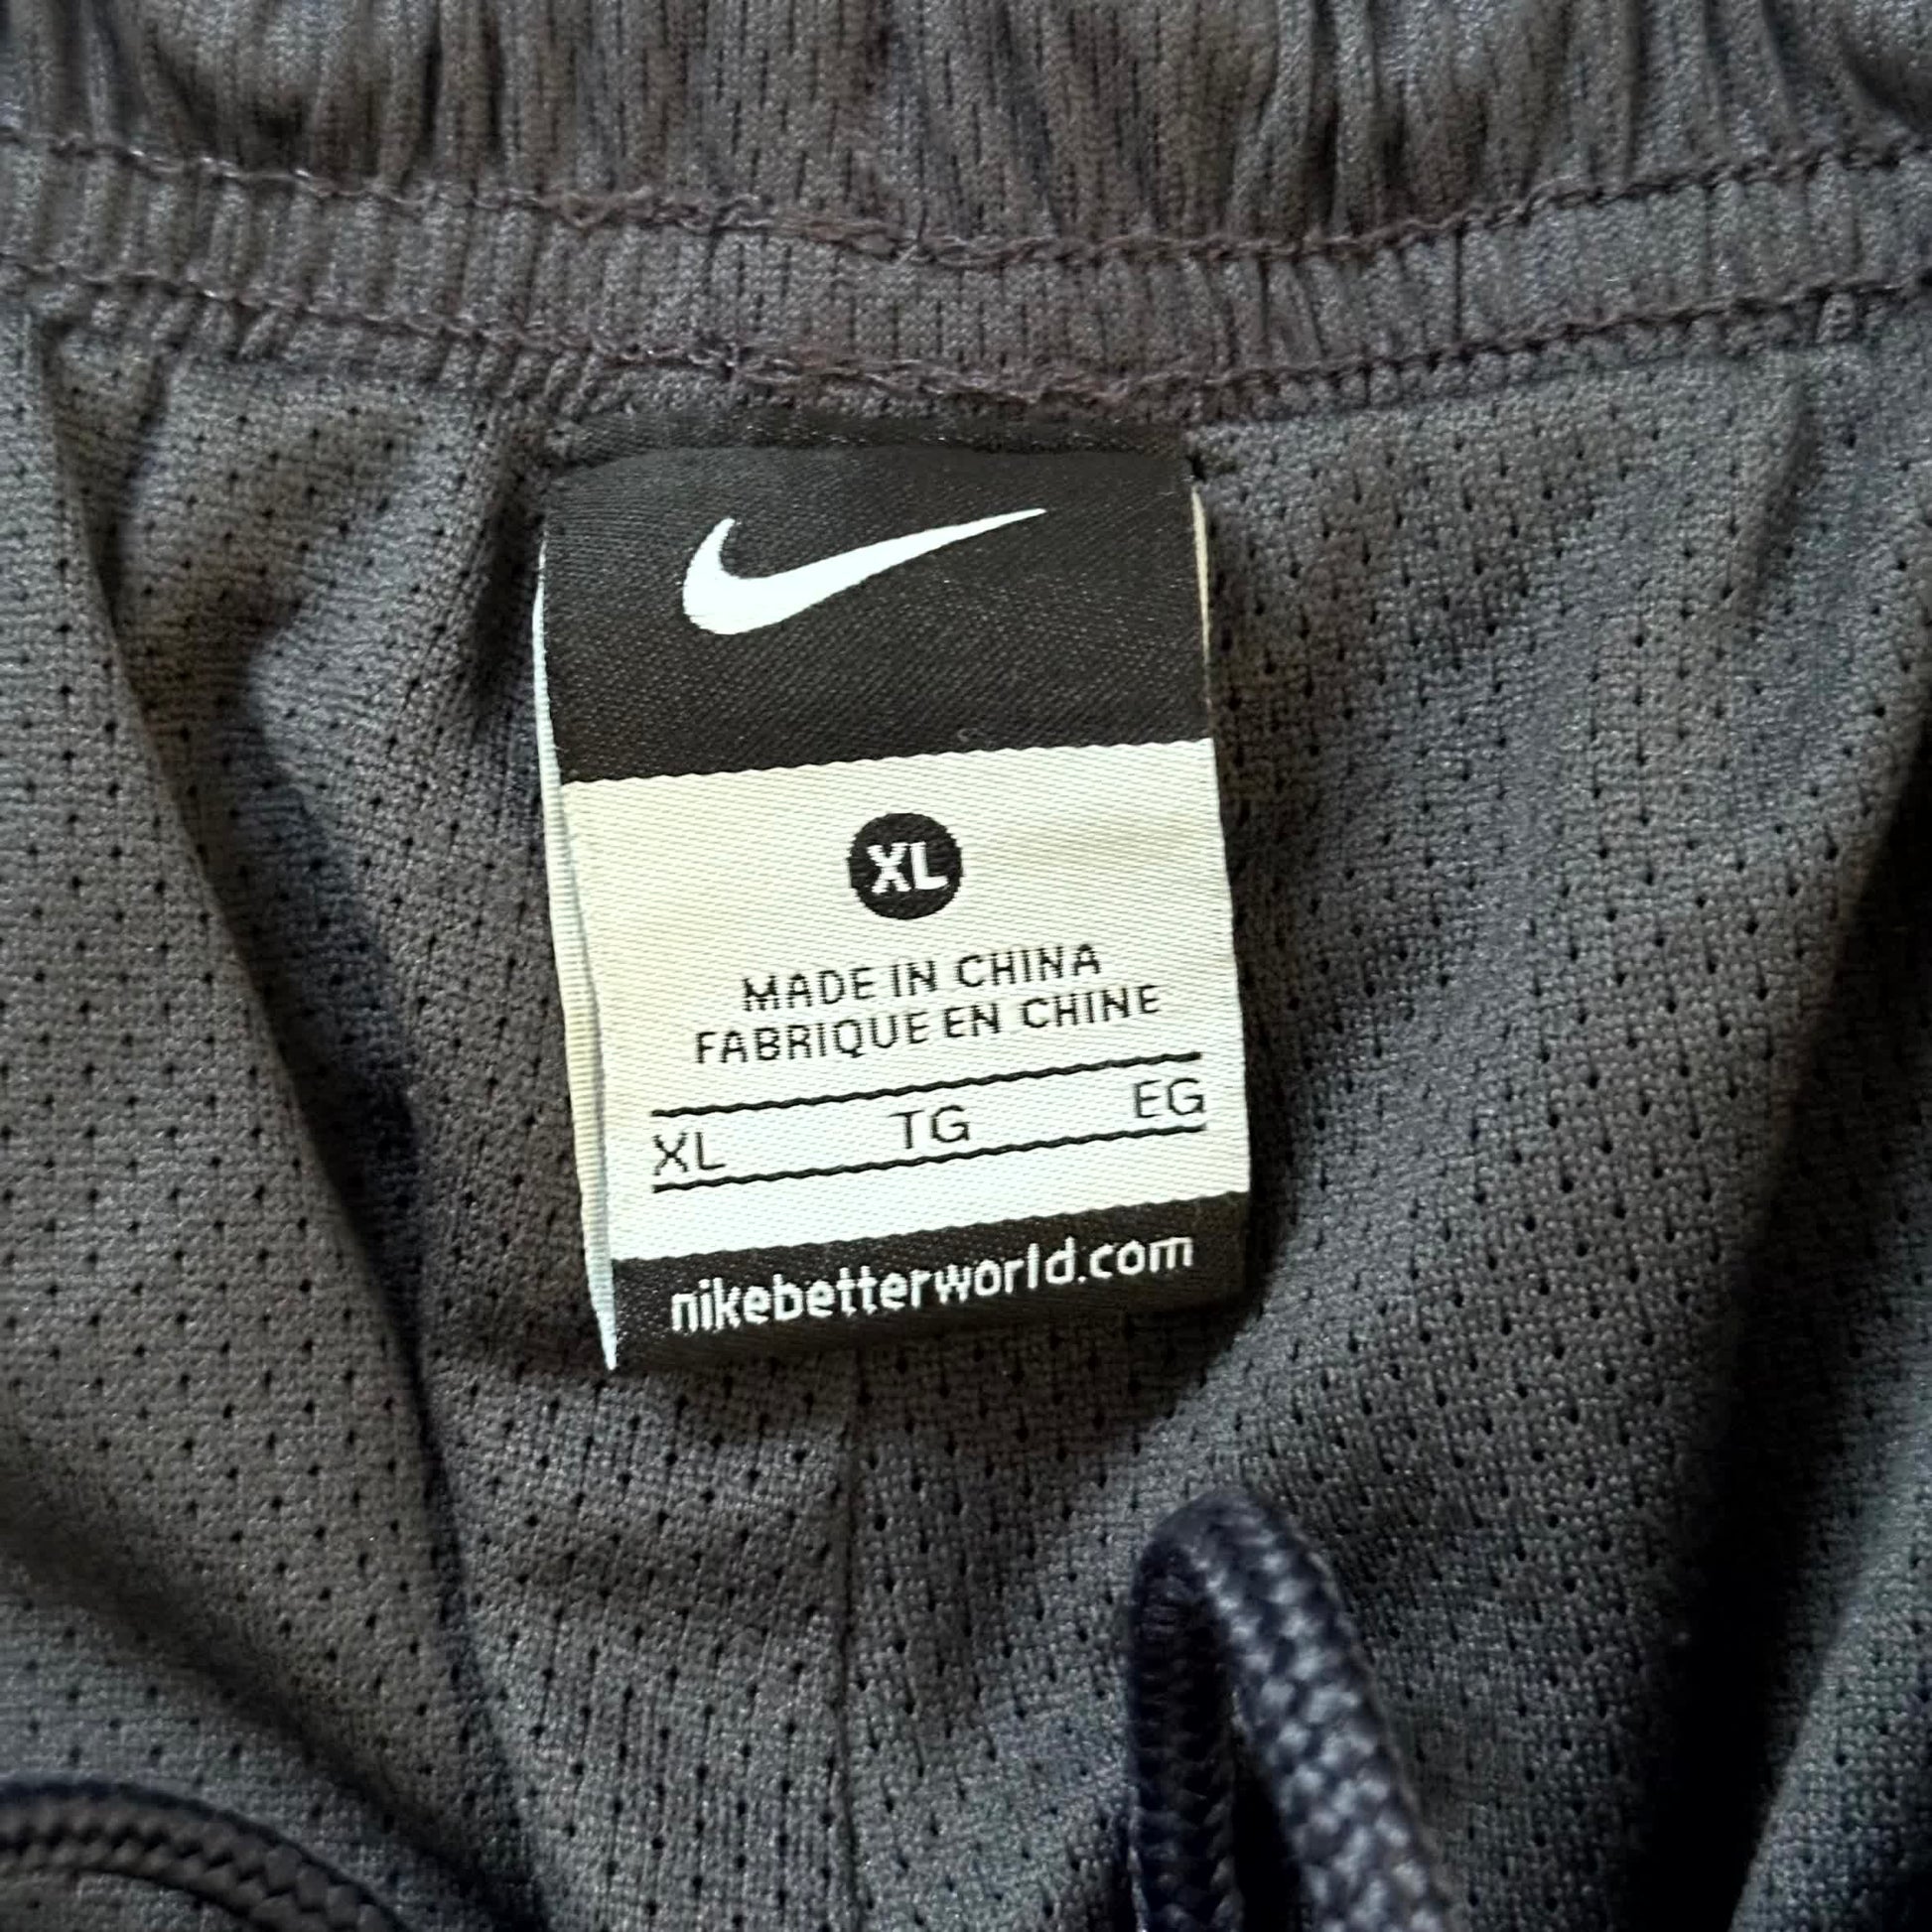 XL
MADE IN CHINA
FABRIQUE EN CHINE
XL TG EG
nikebetterworld.com